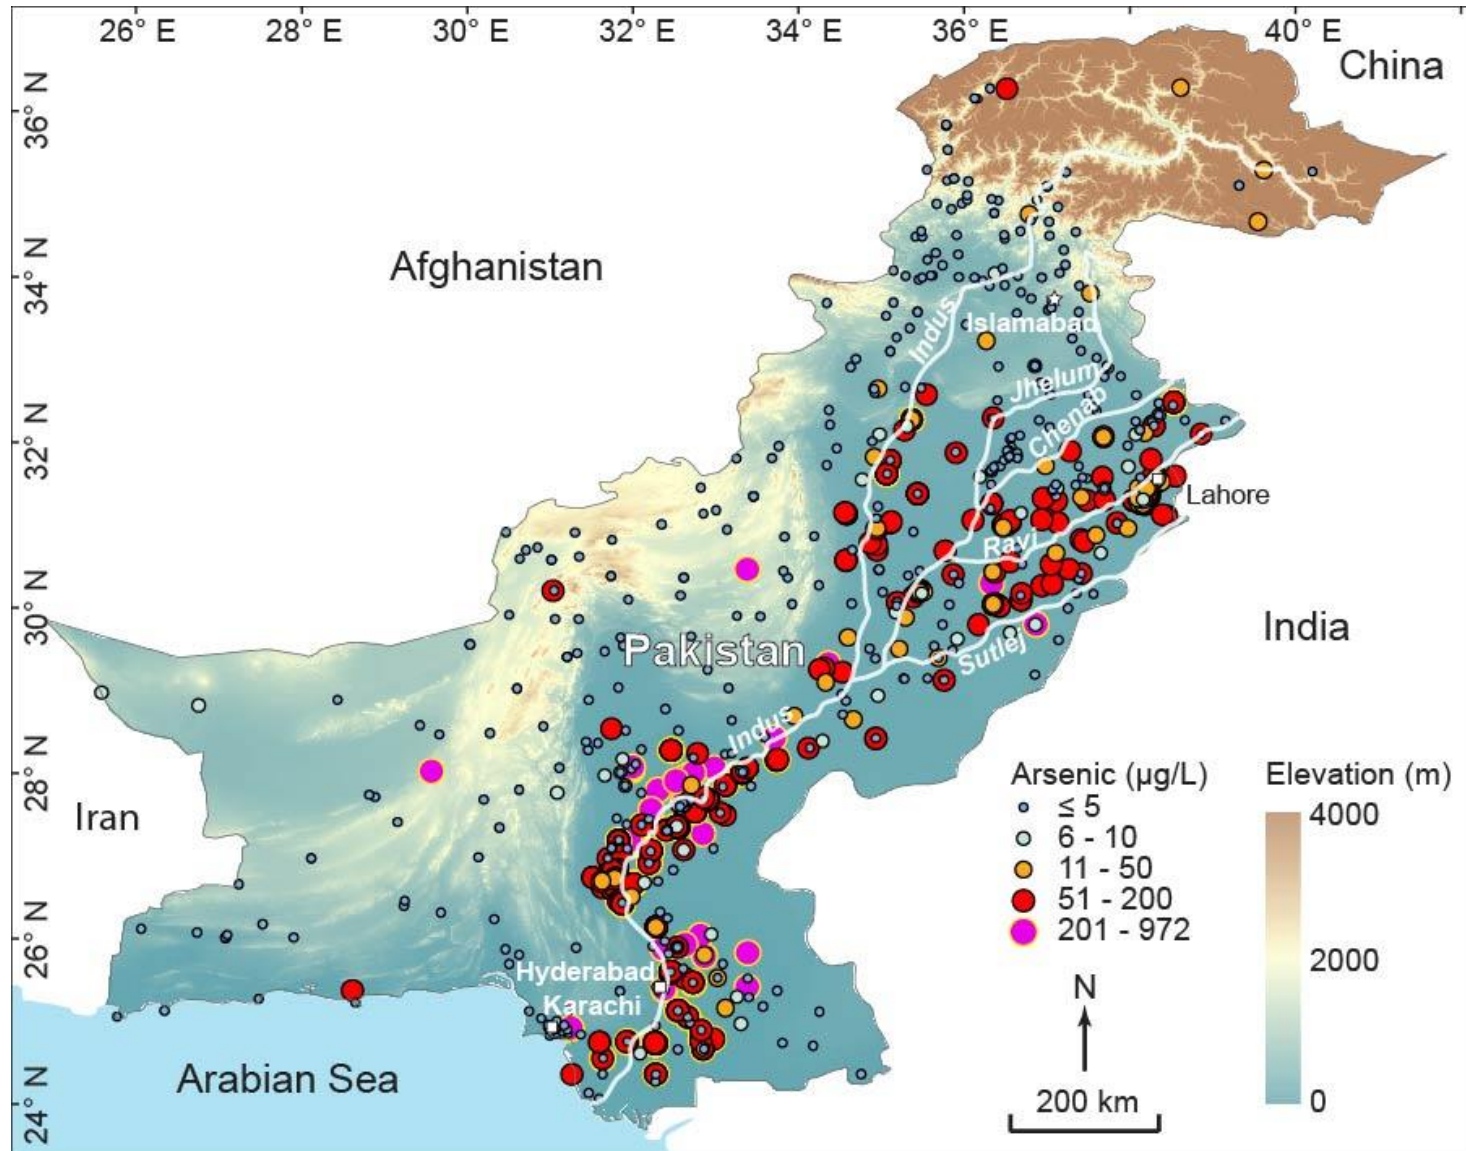 26° E 28° E 30° E 32° E 34° E 36° E 40° E
China
36° N
Afghanistan
34° N
Indus
Islamabad
Jhelum
Chenab
32° N
Lahore
Ravi
30° N
Pakistan
India
Sutlej
Indus
28° N
Arsenic (µg/L)
≤ 5
6 - 10
11 - 50
51 - 200
201 - 972
Elevation (m)
4000
2000
0
Iran
26° N
Hyderabad
Karachi
N
Arabian Sea
24° N
200 km